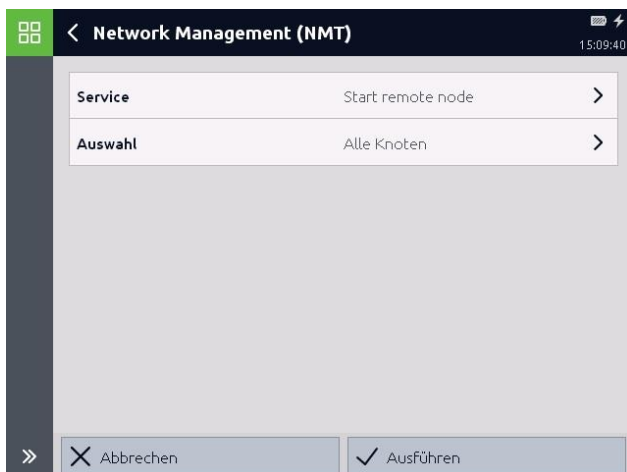 Network Management (NMT)
15:09:40
Service Start remote node
Auswahl Alle Knoten
Abbrechen Ausführen